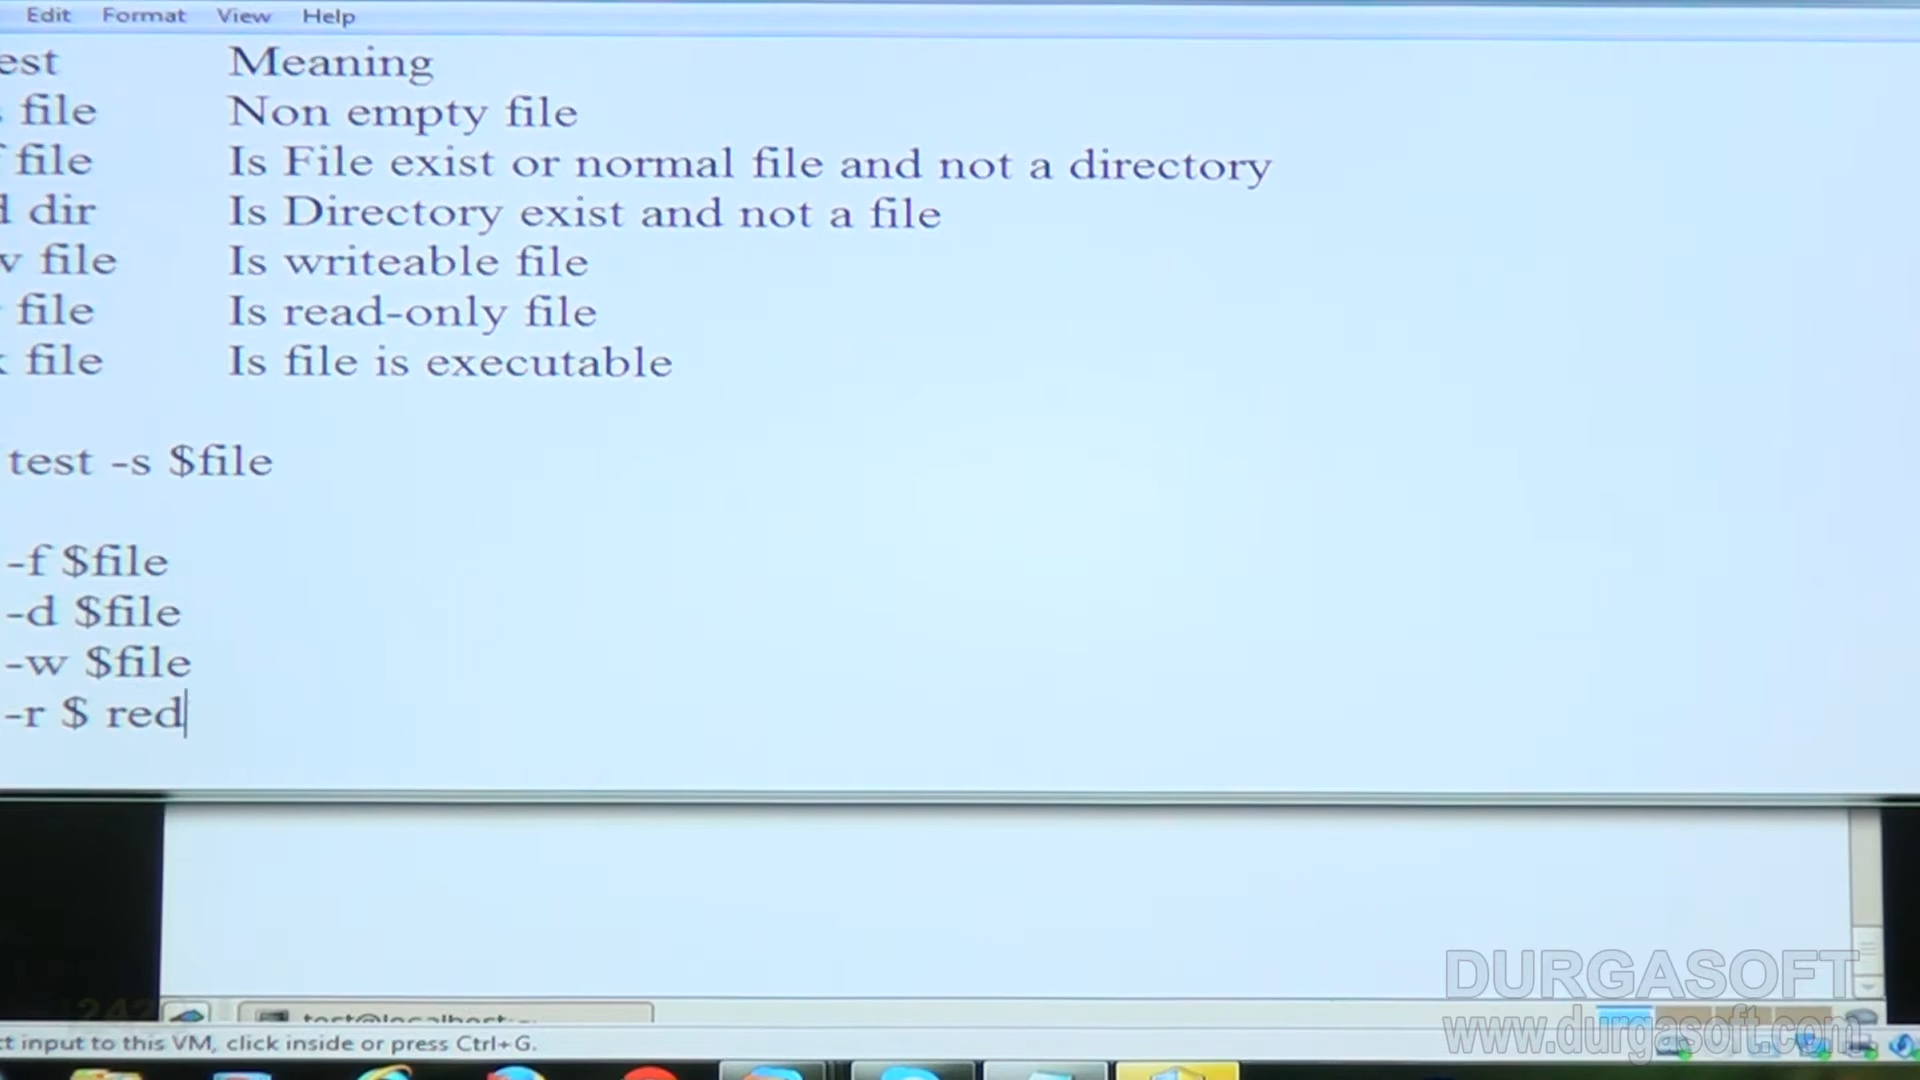 Edit Format View Help
est Meaning
file Non empty file
file Is File exist or normal file and not a directory
dir Is Directory exist and not a file
file Is writeable file
file Is read-only file
file Is file is executable
test -s $file
-f $file
-d $file
-w $file
-r $ red
test@localhost:~
t input to this VM, click inside or press Ctrl+G.
DURGASOFT
www.durgasoft.com